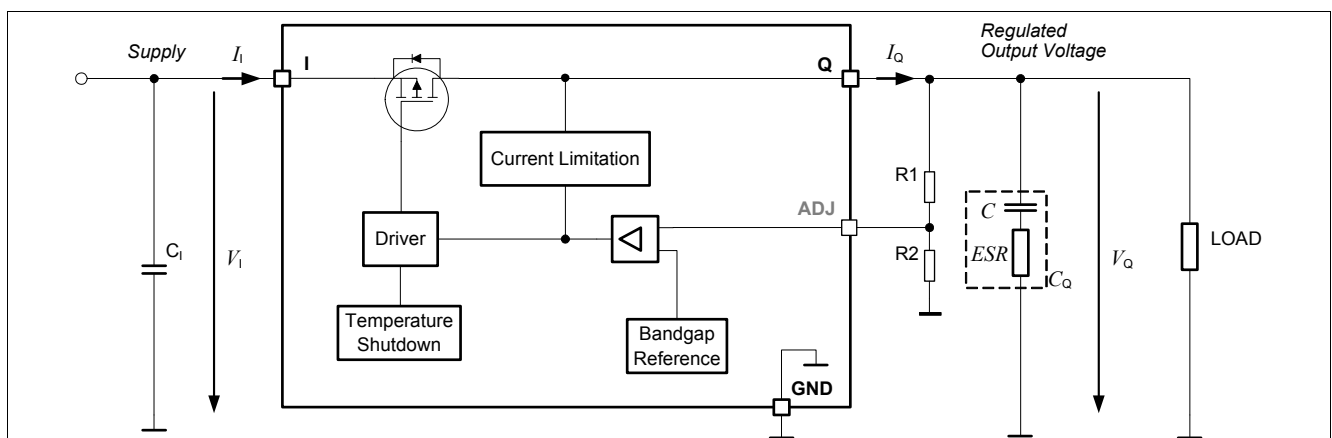 Supply
I_I
I
Q
I_Q
Regulated
Output Voltage
Current Limitation
R1
ADJ
C
Driver
C_I
V_I
R2
ESR
C_Q
V_Q
LOAD
Temperature
Shutdown
Bandgap
Reference
GND